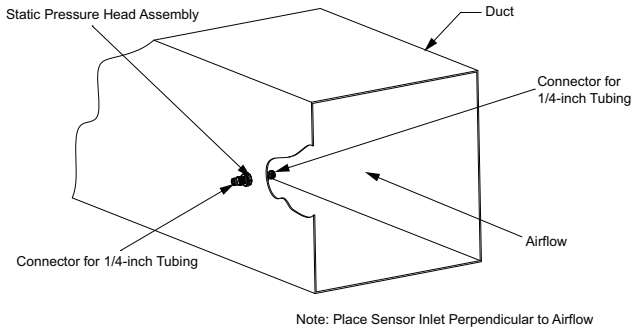 Static Pressure Head Assembly
Duct
Connector for
1/4-inch Tubing
Airflow
Connector for 1/4-inch Tubing
Note: Place Sensor Inlet Perpendicular to Airflow